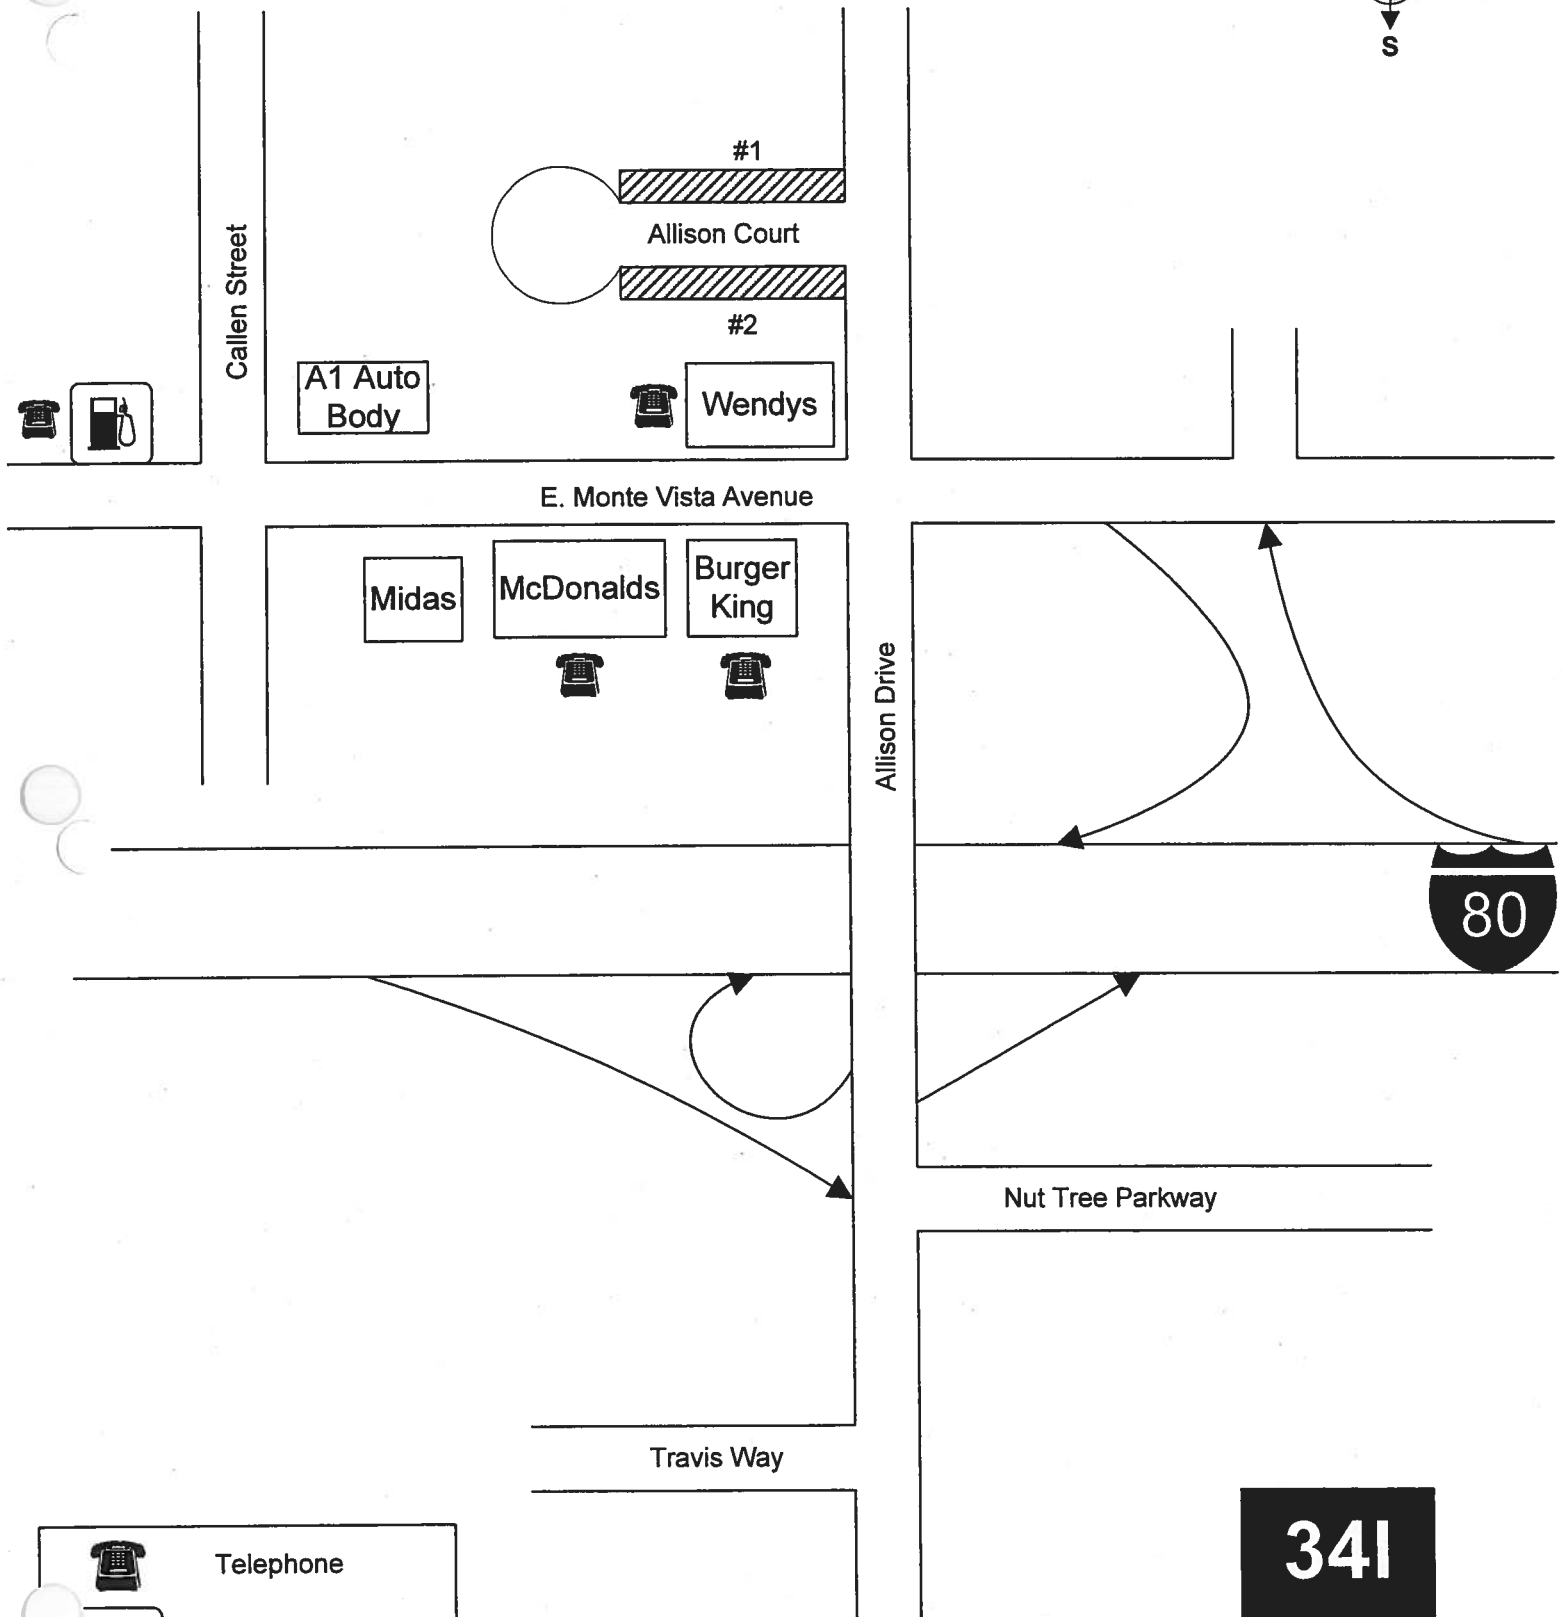 S
#1
Allison Court
#2
Callen Street
A1 Auto
Body
Wendys
E. Monte Vista Avenue
Midas
McDonalds
Burger
King
Allison Drive
80
Nut Tree Parkway
Travis Way
Telephone
34I